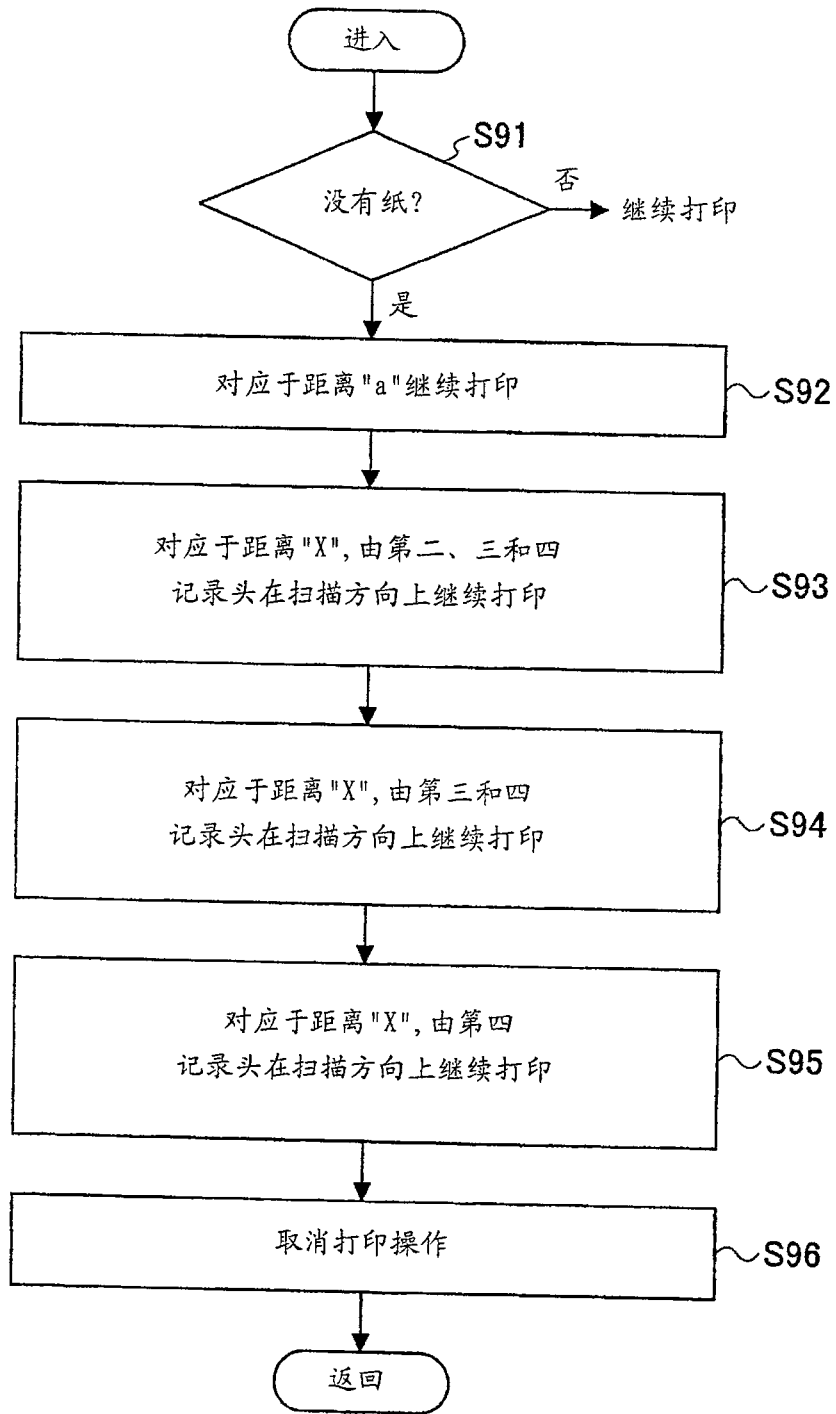 进入
S91
没有纸?
否
继续打印
是
对应于距离"a"继续打印
S92
对应于距离"X",由第二、三和四
记录头在扫描方向上继续打印
S93
对应于距离"X",由第三和四
记录头在扫描方向上继续打印
S94
对应于距离"X",由第四
记录头在扫描方向上继续打印
S95
取消打印操作
S96
返回